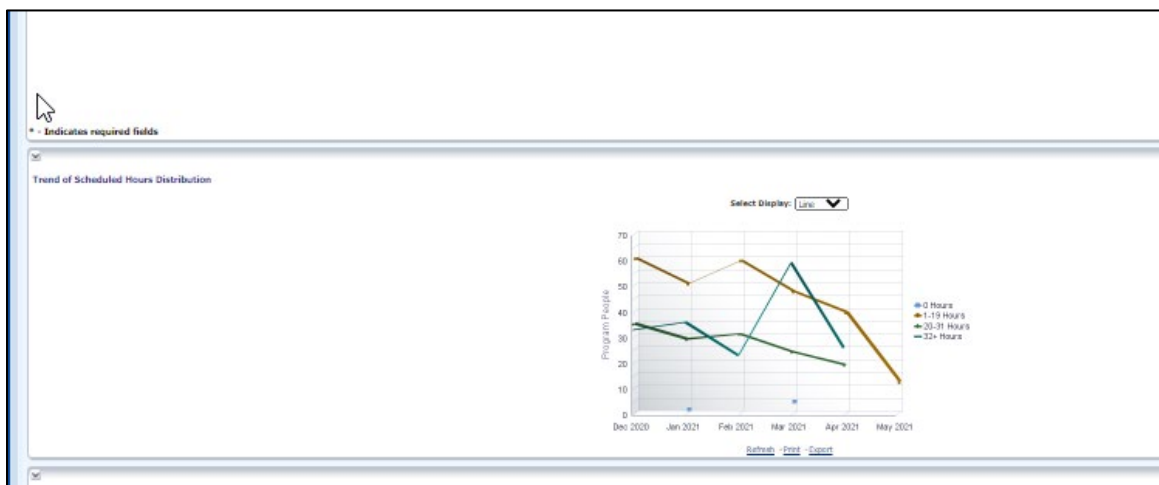 * - Indicates required fields
Trend of Scheduled Hours Distribution
Select Display: Line
70
60
50
40
30
20
10
0
Program People
Dec 2020 Jan 2021 Feb 2021 Mar 2021 Apr 2021 May 2021
0 Hours
1-19 Hours
20-31 Hours
32+ Hours
Refresh - Print - Export